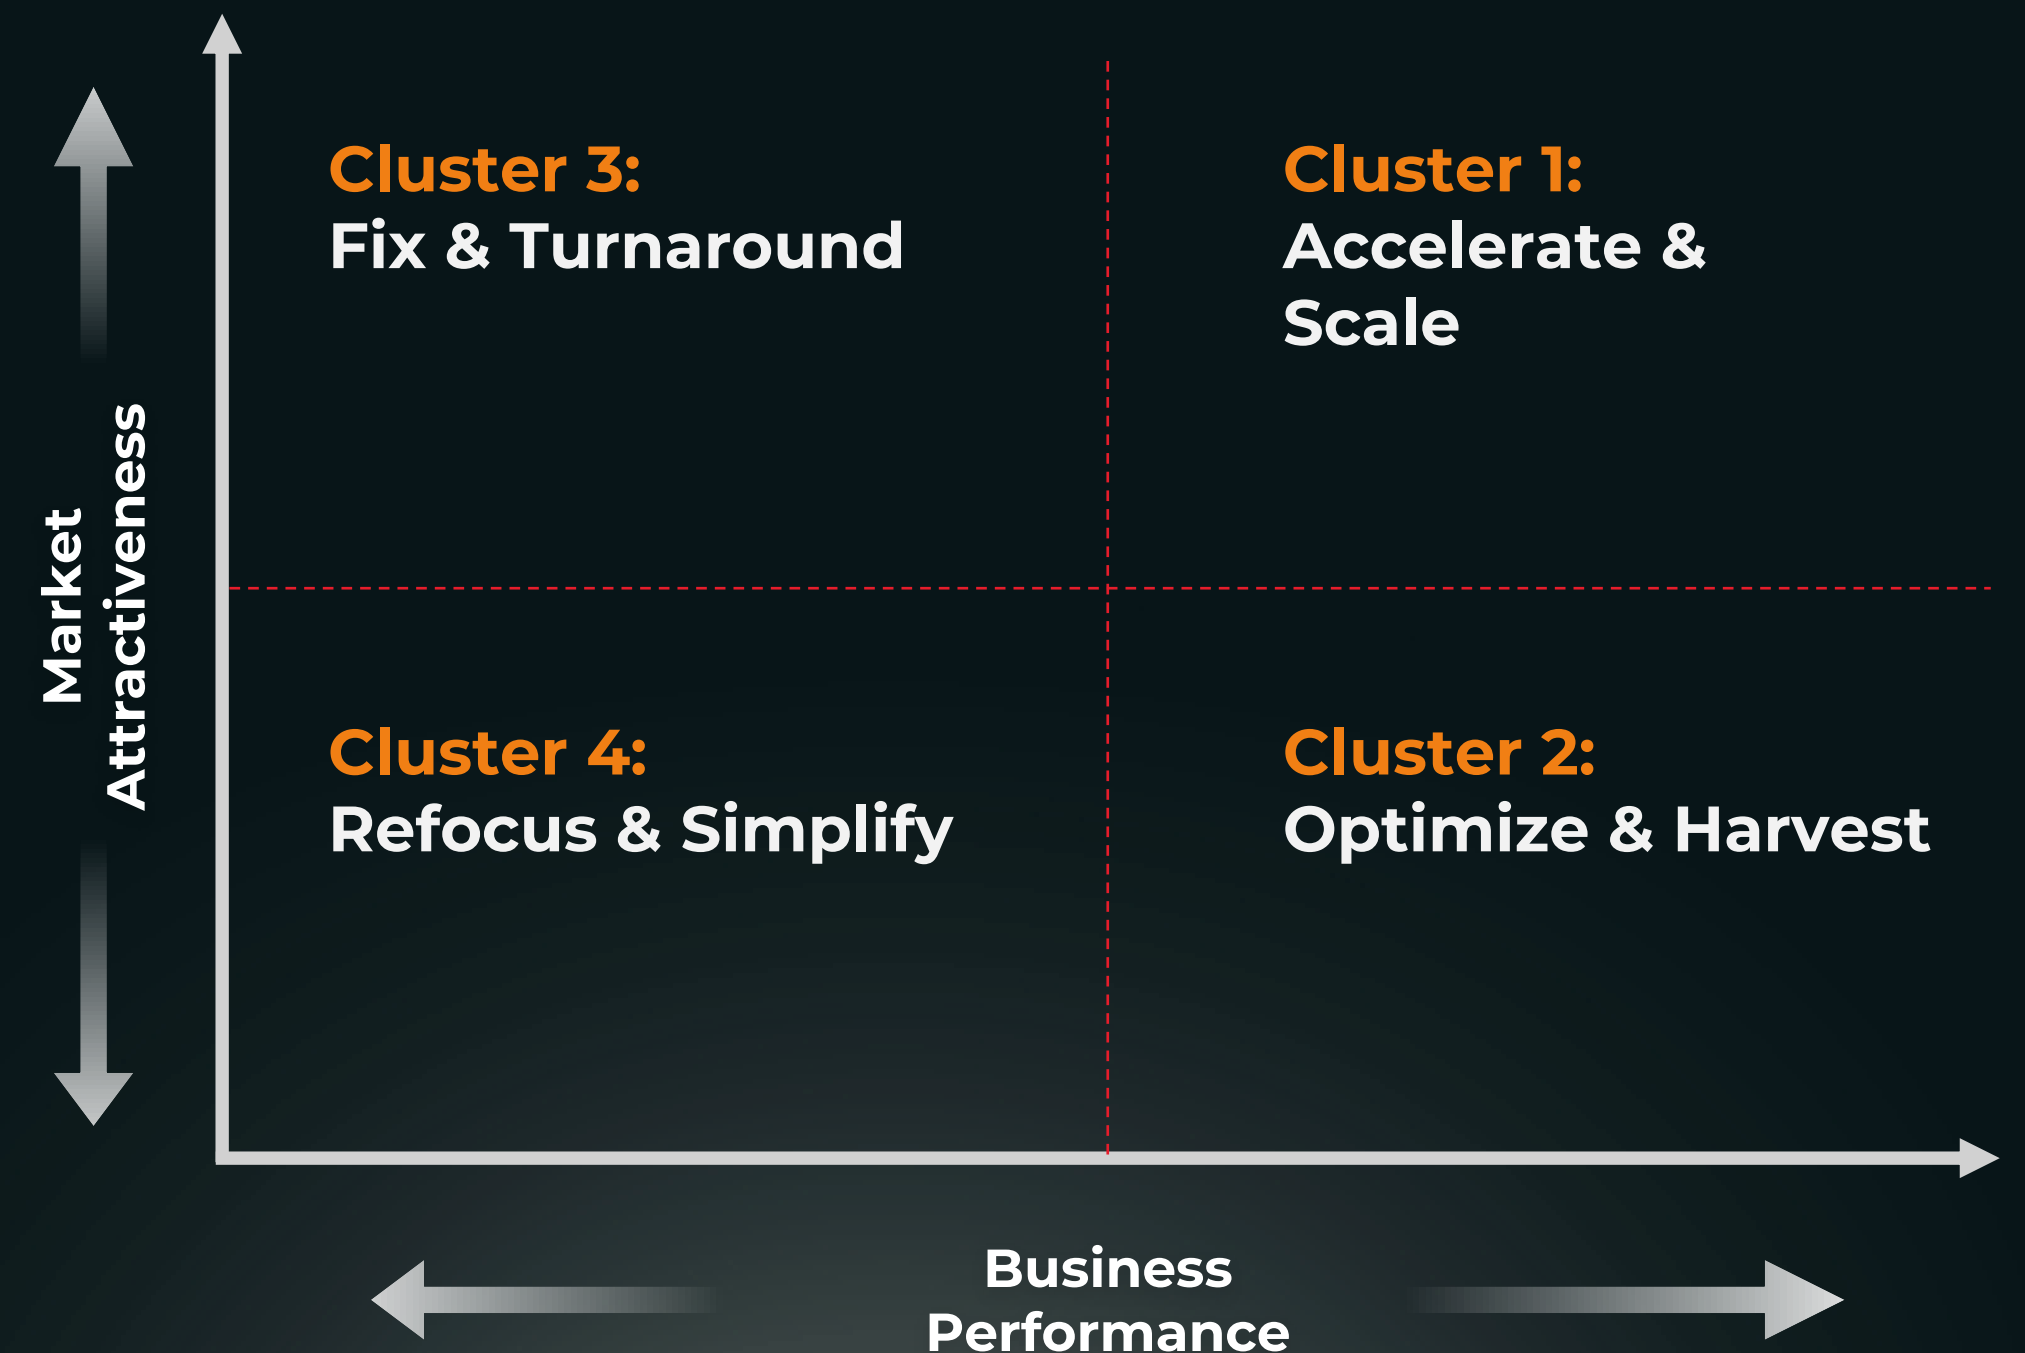 Cluster 3:
Fix & Turnaround
Cluster 1:
Accelerate &
Scale
Market
Attractiveness
Cluster 4:
Refocus & Simplify
Cluster 2:
Optimize & Harvest
Business
Performance